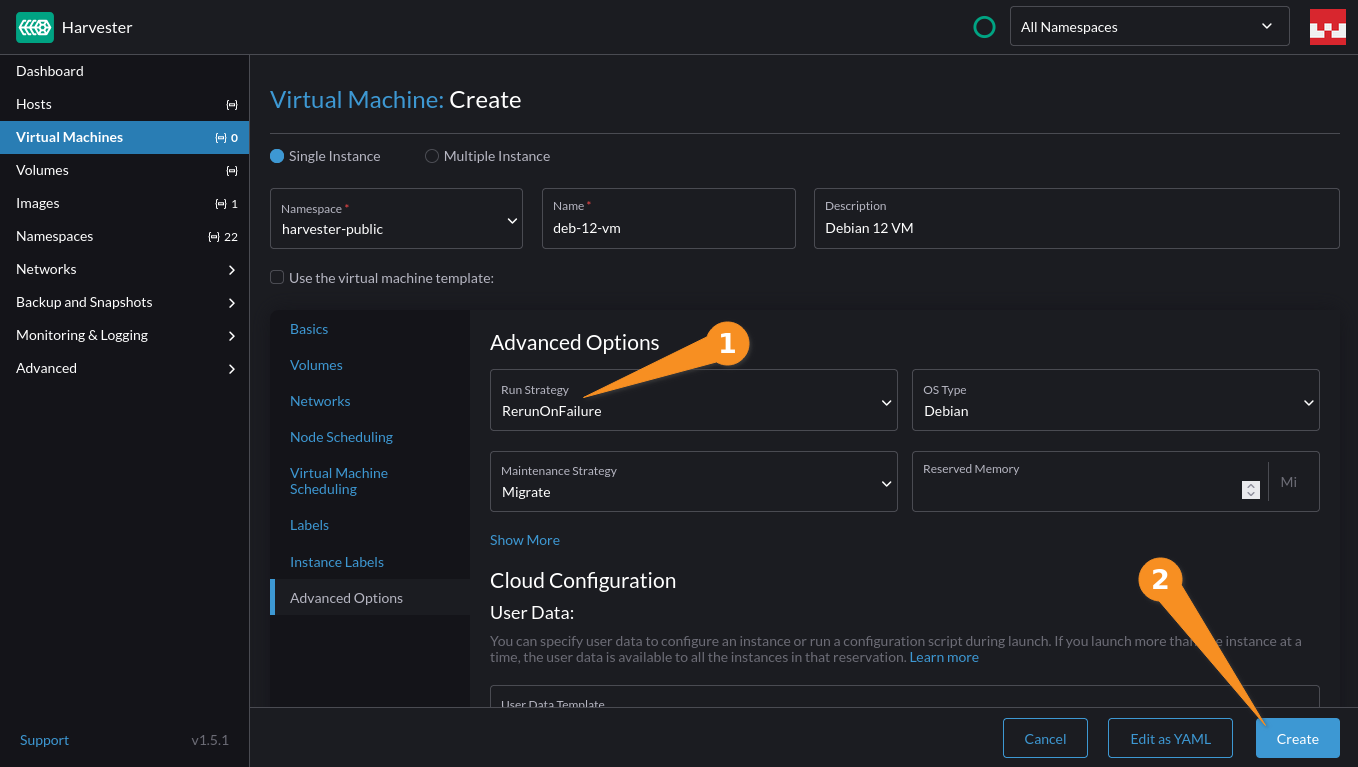 Harvester
All Namespaces
Dashboard
Hosts
Virtual Machines 0
Volumes
Images 1
Namespaces 22
Networks
Backup and Snapshots
Monitoring & Logging
Advanced
Support v1.5.1
Virtual Machine: Create
Single Instance Multiple Instance
Namespace *
harvester-public
Name *
deb-12-vm
Description
Debian 12 VM
Use the virtual machine template:
Basics
Volumes
Networks
Node Scheduling
Virtual Machine
Scheduling
Labels
Instance Labels
Advanced Options
Advanced Options
1
Run Strategy
RerunOnFailure
OS Type
Debian
Maintenance Strategy
Migrate
Reserved Memory
Mi
Show More
Cloud Configuration
2
User Data:
You can specify user data to configure an instance or run a configuration script during launch. If you launch more than one instance at a
time, the user data is available to all the instances in that reservation. Learn more
User Data Template
Cancel
Edit as YAML
Create